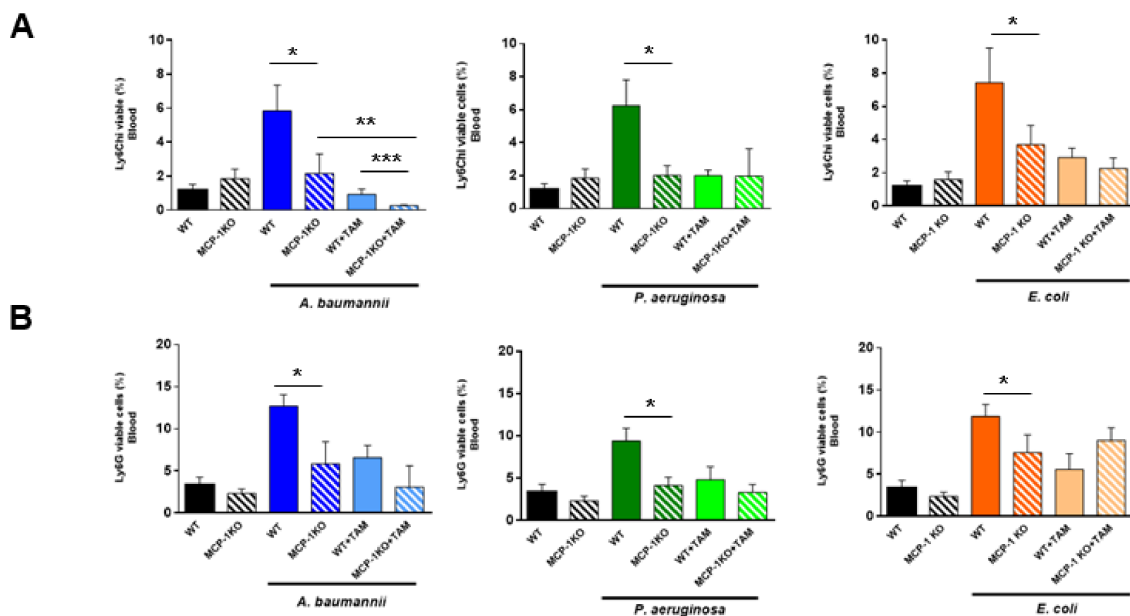 A
Ly6Chi viable (%)
Blood
10
8
6
4
2
0
*
**
***
WT
MCP-1KO
WT
MCP-1KO
WT+TAM
MCP-1KO+TAM
A. baumannii
Ly6Chi viable cells (%)
Blood
10
8
6
4
2
0
*
WT
MCP-1KO
WT
MCP-1KO
WT+TAM
MCP-1KO+TAM
P. aeruginosa
Ly6Chi viable cells (%)
Blood
10
8
6
4
2
0
*
WT
MCP-1 KO
WT
MCP-1 KO
WT+TAM
MCP-1 KO+TAM
E. coli
B
Ly6G viable cells (%)
Blood
20
15
10
5
0
*
WT
MCP-1KO
WT
MCP-1KO
WT+TAM
MCP-1KO+TAM
A. baumannii
Ly6G viable cells (%)
Blood
20
15
10
5
0
*
WT
MCP-1KO
WT
MCP-1KO
WT+TAM
MCP-1KO+TAM
P. aeruginosa
Ly6G viable cells (%)
Blood
20
15
10
5
0
*
WT
MCP-1 KO
WT
MCP-1 KO
WT+TAM
MCP-1 KO+TAM
E. coli